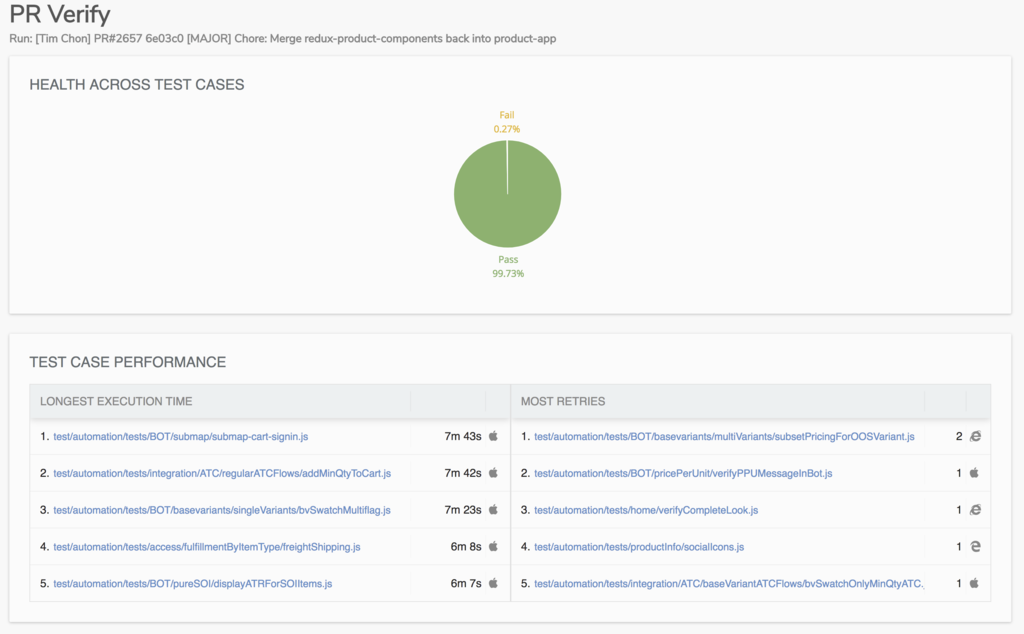 PR Verify
Run: [Tim Chon] PR#2657 6e03c0 [MAJOR] Chore: Merge redux-product-components back into product-app
HEALTH ACROSS TEST CASES
Fail
0.27%
Pass
99.73%
TEST CASE PERFORMANCE
LONGEST EXECUTION TIME
1. test/automation/tests/BOT/submap/submap-cart-signin.js 7m 43s
2. test/automation/tests/integration/ATC/regularATCFlows/addMinQtyToCart.js 7m 42s
3. test/automation/tests/BOT/basevariants/singleVariants/bvSwatchMultiflag.js 7m 23s
4. test/automation/tests/access/fulfillmentByItemType/freightShipping.js 6m 8s
5. test/automation/tests/BOT/pureSOI/displayATRForSOIItems.js 6m 7s
MOST RETRIES
1. test/automation/tests/BOT/basevariants/multiVariants/subsetPricingForOOSVariant.js 2
2. test/automation/tests/BOT/pricePerUnit/verifyPPUMessageInBot.js 1
3. test/automation/tests/home/verifyCompleteLook.js 1
4. test/automation/tests/productInfo/socialIcons.js 1
5. test/automation/tests/integration/ATC/baseVariantATCFlows/bvSwatchOnlyMinQtyATC. 1